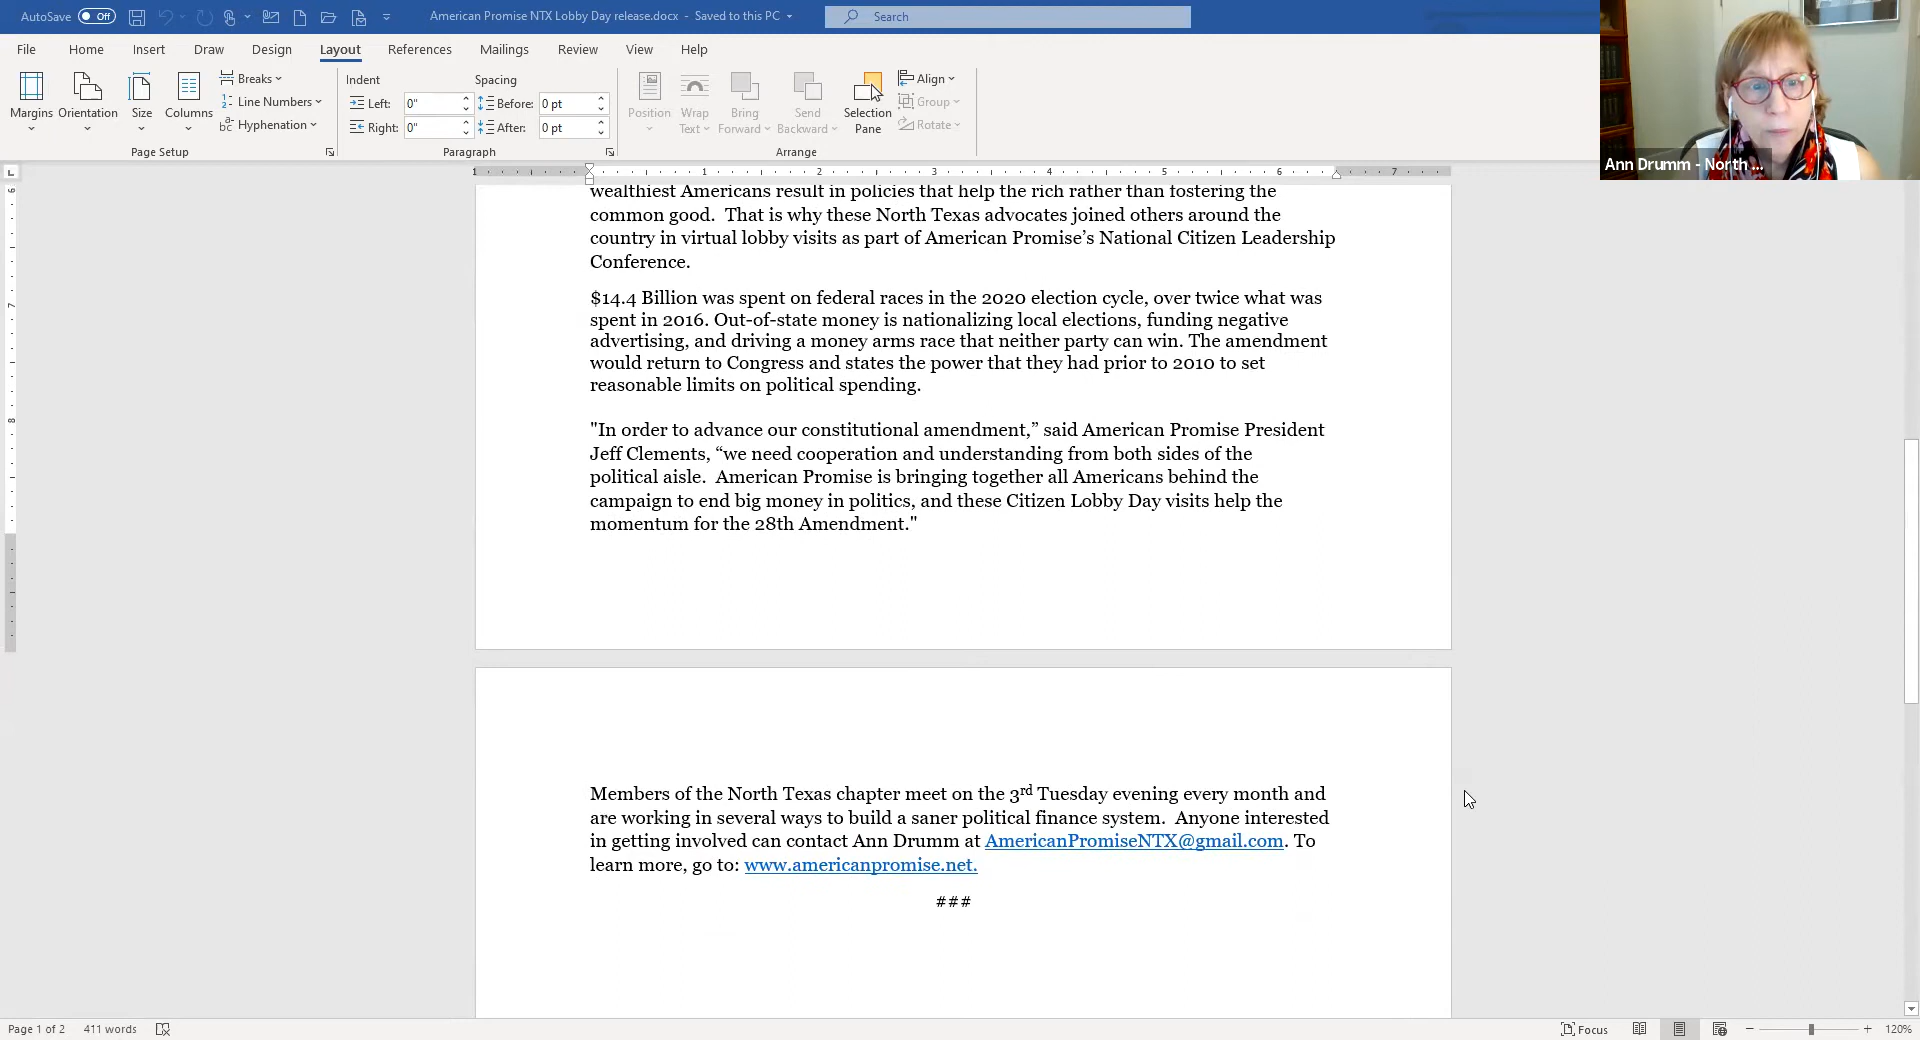 AutoSave Off American Promise NTX Lobby Day release.docx - Saved to this PC Search
File Home Insert Draw Design Layout References Mailings Review View Help
Margins Orientation Size Columns
Breaks
Line Numbers
Hyphenation
Page Setup
Indent Spacing
Left: 0" Before: 0 pt
Right: 0" After: 0 pt
Paragraph
Position Wrap Text Bring Forward Send Backward Selection Pane
Align
Group
Rotate
Arrange
Ann Drumm - North ...
1 1 2 3 4 5 6 7
6
7
8
wealthiest Americans result in policies that help the rich rather than fostering the
common good.  That is why these North Texas advocates joined others around the
country in virtual lobby visits as part of American Promise’s National Citizen Leadership
Conference.
$14.4 Billion was spent on federal races in the 2020 election cycle, over twice what was
spent in 2016. Out-of-state money is nationalizing local elections, funding negative
advertising, and driving a money arms race that neither party can win. The amendment
would return to Congress and states the power that they had prior to 2010 to set
reasonable limits on political spending.
"In order to advance our constitutional amendment,” said American Promise President
Jeff Clements, “we need cooperation and understanding from both sides of the
political aisle.  American Promise is bringing together all Americans behind the
campaign to end big money in politics, and these Citizen Lobby Day visits help the
momentum for the 28th Amendment."
Members of the North Texas chapter meet on the 3rd Tuesday evening every month and
are working in several ways to build a saner political finance system.  Anyone interested
in getting involved can contact Ann Drumm at AmericanPromiseNTX@gmail.com. To
learn more, go to: www.americanpromise.net.
###
Page 1 of 2 411 words Focus 120%